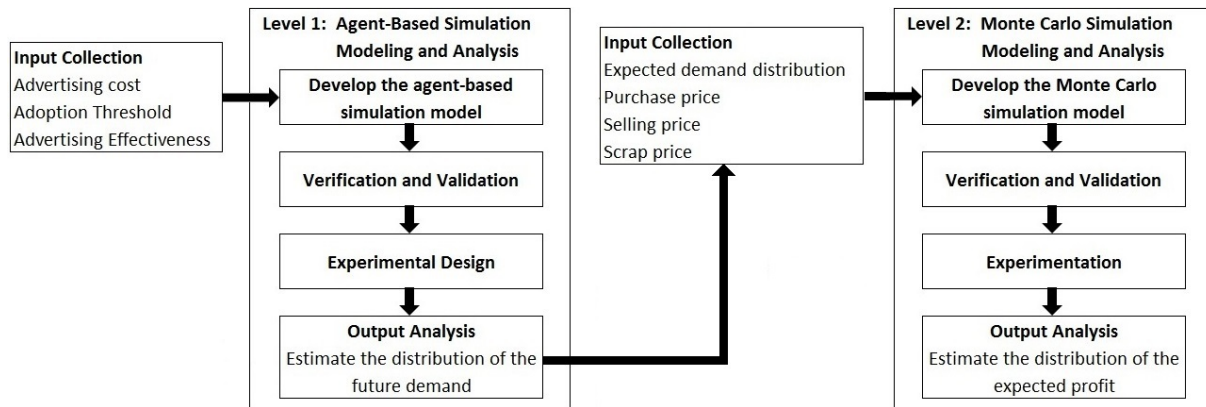 Input Collection
Advertising cost
Adoption Threshold
Advertising Effectiveness
Level 1: Agent-Based Simulation
Modeling and Analysis
Develop the agent-based
simulation model
Verification and Validation
Experimental Design
Output Analysis
Estimate the distribution of the
future demand
Input Collection
Expected demand distribution
Purchase price
Selling price
Scrap price
Level 2: Monte Carlo Simulation
Modeling and Analysis
Develop the Monte Carlo
simulation model
Verification and Validation
Experimentation
Output Analysis
Estimate the distribution of the
expected profit